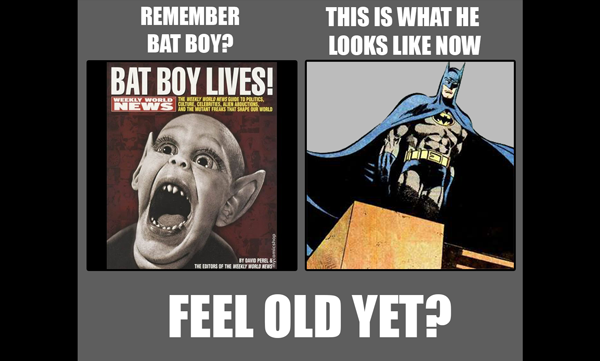 REMEMBER
BAT BOY?
THIS IS WHAT HE
LOOKS LIKE NOW
BAT BOY LIVES!
WEEKLY WORLD
NEWS
THE WEEKLY WORLD NEWS GUIDE TO POLITICS,
CULTURE, CELEBRITIES, ALIEN ABDUCTIONS,
AND THE MUTANT FREAKS THAT SHAPE OUR WORLD
BY DAVID PEREL &
THE EDITORS OF THE WEEKLY WORLD NEWS
FEEL OLD YET?